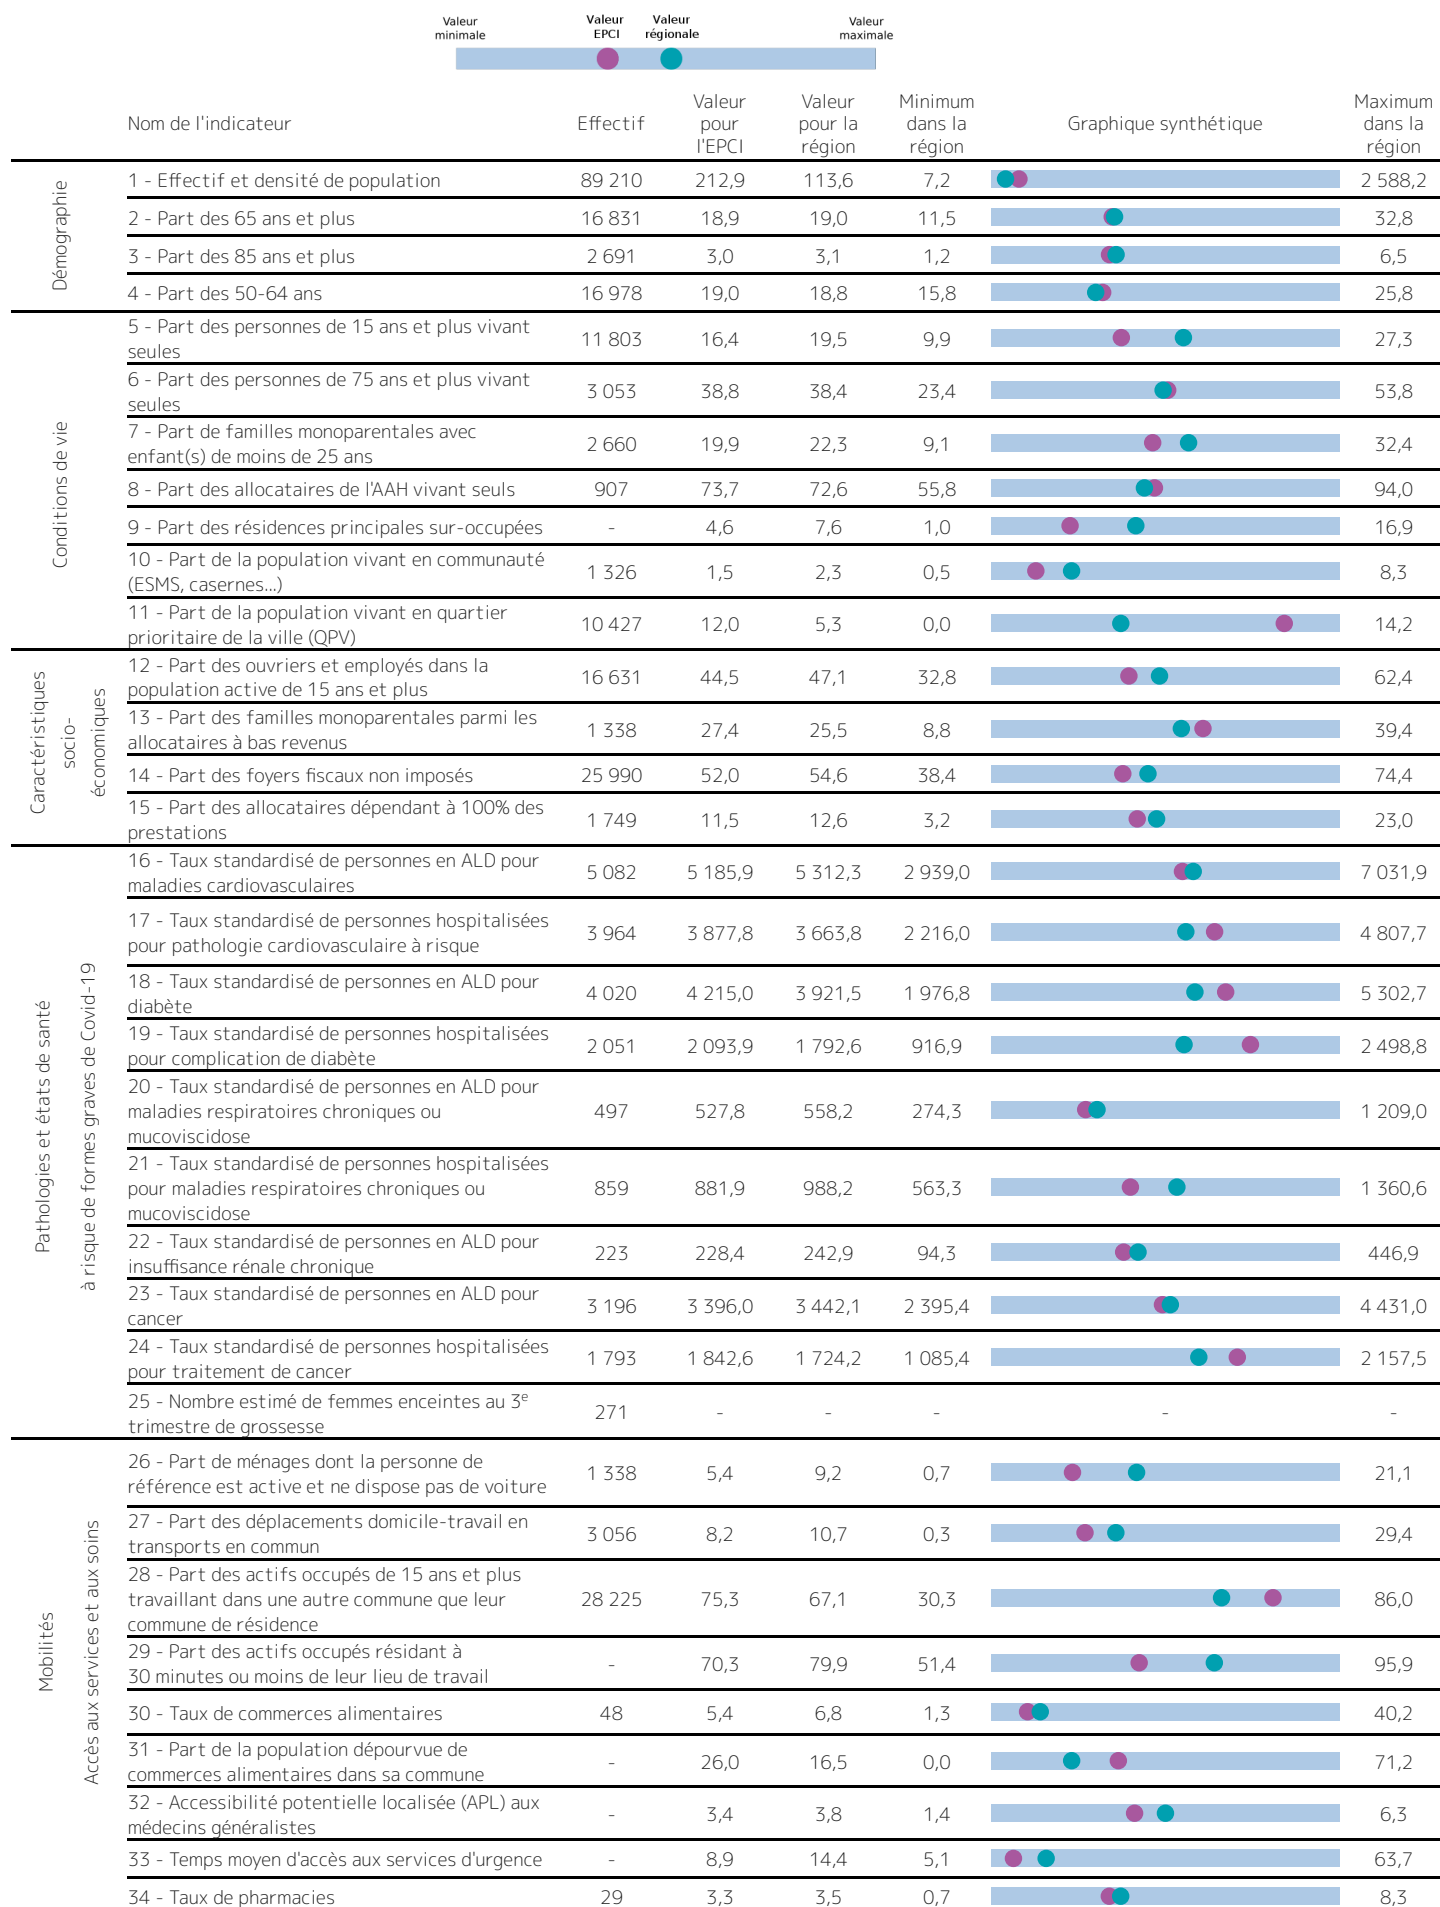 Valeur minimale
Valeur EPCI
Valeur régionale
Valeur maximale
Nom de l'indicateur
Effectif
Valeur pour l'EPCI
Valeur pour la région
Minimum dans la région
Graphique synthétique
Maximum dans la région
Démographie
1 - Effectif et densité de population 89 210 212,9 113,6 7,2 2 588,2
2 - Part des 65 ans et plus 16 831 18,9 19,0 11,5 32,8
3 - Part des 85 ans et plus 2 691 3,0 3,1 1,2 6,5
4 - Part des 50-64 ans 16 978 19,0 18,8 15,8 25,8
Conditions de vie
5 - Part des personnes de 15 ans et plus vivant
seules 11 803 16,4 19,5 9,9 27,3
6 - Part des personnes de 75 ans et plus vivant
seules 3 053 38,8 38,4 23,4 53,8
7 - Part de familles monoparentales avec
enfant(s) de moins de 25 ans 2 660 19,9 22,3 9,1 32,4
8 - Part des allocataires de l'AAH vivant seuls 907 73,7 72,6 55,8 94,0
9 - Part des résidences principales sur-occupées - 4,6 7,6 1,0 16,9
10 - Part de la population vivant en communauté
(ESMS, casernes...) 1 326 1,5 2,3 0,5 8,3
11 - Part de la population vivant en quartier
prioritaire de la ville (QPV) 10 427 12,0 5,3 0,0 14,2
Caractéristiques
socio-
économiques
12 - Part des ouvriers et employés dans la
population active de 15 ans et plus 16 631 44,5 47,1 32,8 62,4
13 - Part des familles monoparentales parmi les
allocataires à bas revenus 1 338 27,4 25,5 8,8 39,4
14 - Part des foyers fiscaux non imposés 25 990 52,0 54,6 38,4 74,4
15 - Part des allocataires dépendant à 100% des
prestations 1 749 11,5 12,6 3,2 23,0
Pathologies et états de santé
à risque de formes graves de Covid-19
16 - Taux standardisé de personnes en ALD pour
maladies cardiovasculaires 5 082 5 185,9 5 312,3 2 939,0 7 031,9
17 - Taux standardisé de personnes hospitalisées
pour pathologie cardiovasculaire à risque 3 964 3 877,8 3 663,8 2 216,0 4 807,7
18 - Taux standardisé de personnes en ALD pour
diabète 4 020 4 215,0 3 921,5 1 976,8 5 302,7
19 - Taux standardisé de personnes hospitalisées
pour complication de diabète 2 051 2 093,9 1 792,6 916,9 2 498,8
20 - Taux standardisé de personnes en ALD pour
maladies respiratoires chroniques ou
mucoviscidose 497 527,8 558,2 274,3 1 209,0
21 - Taux standardisé de personnes hospitalisées
pour maladies respiratoires chroniques ou
mucoviscidose 859 881,9 988,2 563,3 1 360,6
22 - Taux standardisé de personnes en ALD pour
insuffisance rénale chronique 223 228,4 242,9 94,3 446,9
23 - Taux standardisé de personnes en ALD pour
cancer 3 196 3 396,0 3 442,1 2 395,4 4 431,0
24 - Taux standardisé de personnes hospitalisées
pour traitement de cancer 1 793 1 842,6 1 724,2 1 085,4 2 157,5
25 - Nombre estimé de femmes enceintes au 3e
trimestre de grossesse 271 - - - - -
Mobilités
Accès aux services et aux soins
26 - Part de ménages dont la personne de
référence est active et ne dispose pas de voiture 1 338 5,4 9,2 0,7 21,1
27 - Part des déplacements domicile-travail en
transports en commun 3 056 8,2 10,7 0,3 29,4
28 - Part des actifs occupés de 15 ans et plus
travaillant dans une autre commune que leur
commune de résidence 28 225 75,3 67,1 30,3 86,0
29 - Part des actifs occupés résidant à
30 minutes ou moins de leur lieu de travail - 70,3 79,9 51,4 95,9
30 - Taux de commerces alimentaires 48 5,4 6,8 1,3 40,2
31 - Part de la population dépourvue de
commerces alimentaires dans sa commune - 26,0 16,5 0,0 71,2
32 - Accessibilité potentielle localisée (APL) aux
médecins généralistes - 3,4 3,8 1,4 6,3
33 - Temps moyen d'accès aux services d'urgence - 8,9 14,4 5,1 63,7
34 - Taux de pharmacies 29 3,3 3,5 0,7 8,3